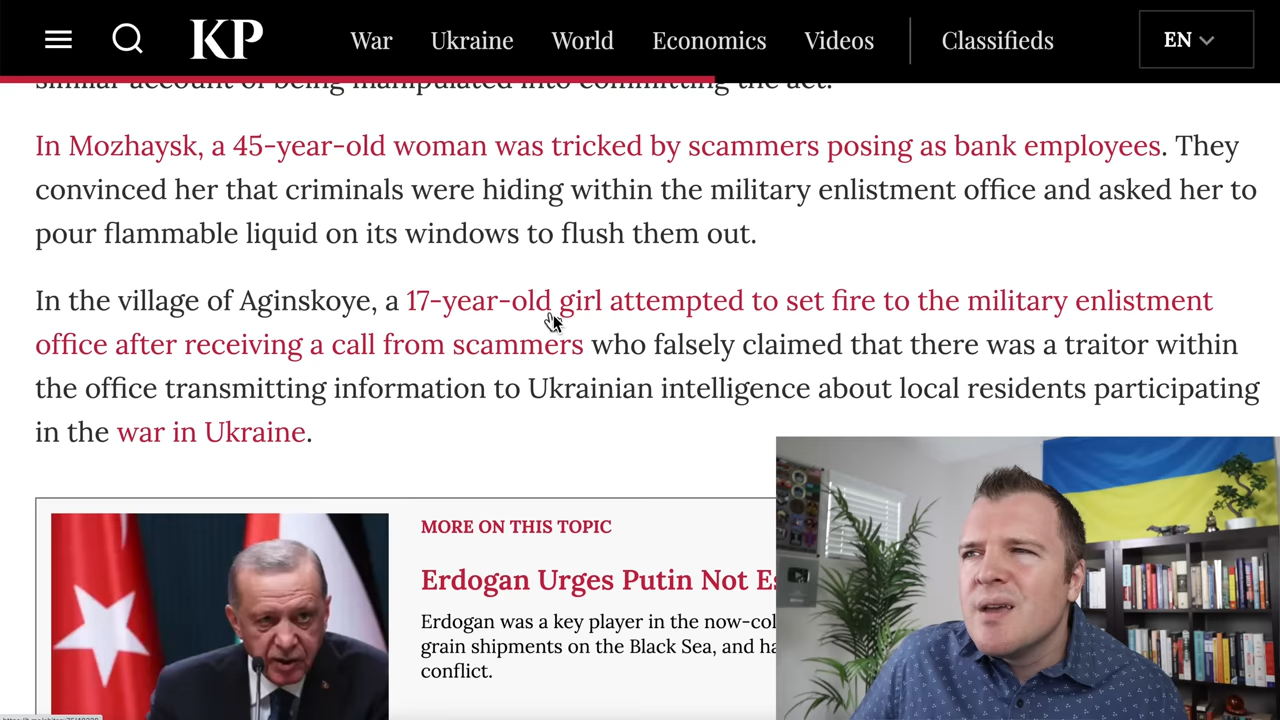 KP
War
Ukraine
World
Economics
Videos
Classifieds
EN
similar account of being manipulated into committing the act.
In Mozhaysk, a 45-year-old woman was tricked by scammers posing as bank employees. They
convinced her that criminals were hiding within the military enlistment office and asked her to
pour flammable liquid on its windows to flush them out.
In the village of Aginskoye, a 17-year-old girl attempted to set fire to the military enlistment
office after receiving a call from scammers who falsely claimed that there was a traitor within
the office transmitting information to Ukrainian intelligence about local residents participating
in the war in Ukraine.
MORE ON THIS TOPIC
Erdogan Urges Putin Not Es
Erdogan was a key player in the now-col
grain shipments on the Black Sea, and ha
conflict.